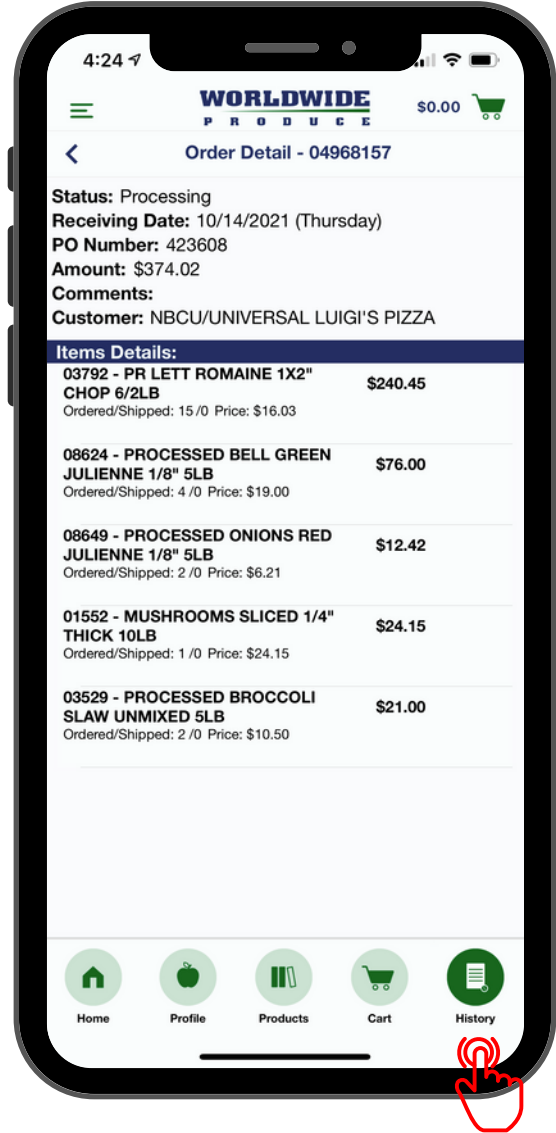 4:24
WORLDWIDE
PRODUCE
$0.00
Order Detail - 04968157
Status: Processing
Receiving Date: 10/14/2021 (Thursday)
PO Number: 423608
Amount: $374.02
Comments:
Customer: NBCU/UNIVERSAL LUIGI'S PIZZA
Items Details:
03792 - PR LETT ROMAINE 1X2"
CHOP 6/2LB
$240.45
Ordered/Shipped: 15 /0 Price: $16.03
08624 - PROCESSED BELL GREEN
JULIENNE 1/8" 5LB
$76.00
Ordered/Shipped: 4 /0 Price: $19.00
08649 - PROCESSED ONIONS RED
JULIENNE 1/8" 5LB
$12.42
Ordered/Shipped: 2 /0 Price: $6.21
01552 - MUSHROOMS SLICED 1/4"
THICK 10LB
$24.15
Ordered/Shipped: 1 /0 Price: $24.15
03529 - PROCESSED BROCCOLI
SLAW UNMIXED 5LB
$21.00
Ordered/Shipped: 2 /0 Price: $10.50
Home Profile Products Cart History